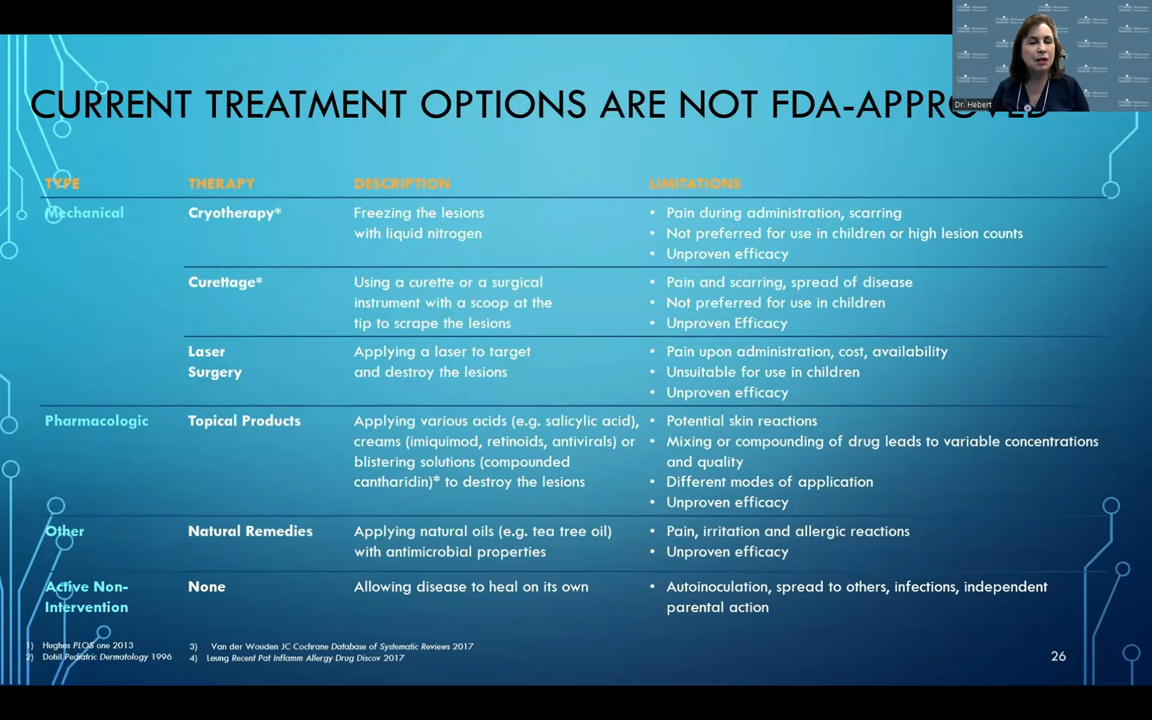 CURRENT TREATMENT OPTIONS ARE NOT FDA-APPROVED
Dr. Hebert
TYPE THERAPY DESCRIPTION LIMITATIONS
Mechanical Cryotherapy* Freezing the lesions • Pain during administration, scarring
with liquid nitrogen • Not preferred for use in children or high lesion counts
• Unproven efficacy
Curettage* Using a curette or a surgical • Pain and scarring, spread of disease
instrument with a scoop at the • Not preferred for use in children
tip to scrape the lesions • Unproven Efficacy
Laser Applying a laser to target • Pain upon administration, cost, availability
Surgery and destroy the lesions • Unsuitable for use in children
• Unproven efficacy
Pharmacologic Topical Products Applying various acids (e.g. salicylic acid), • Potential skin reactions
creams (imiquimod, retinoids, antivirals) or • Mixing or compounding of drug leads to variable concentrations
blistering solutions (compounded and quality
cantharidin)* to destroy the lesions • Different modes of application
• Unproven efficacy
Other Natural Remedies Applying natural oils (e.g. tea tree oil) • Pain, irritation and allergic reactions
with antimicrobial properties • Unproven efficacy
Active Non- None Allowing disease to heal on its own • Autoinoculation, spread to others, infections, independent
Intervention parental action
1) Hughes PLOS one 2013 3) Van der Wouden JC Cochrane Database of Systematic Reviews 2017
2) Dohil Pediatric Dermatology 1996 4) Leung Recent Pat Inflamm Allergy Drug Discov 2017
26